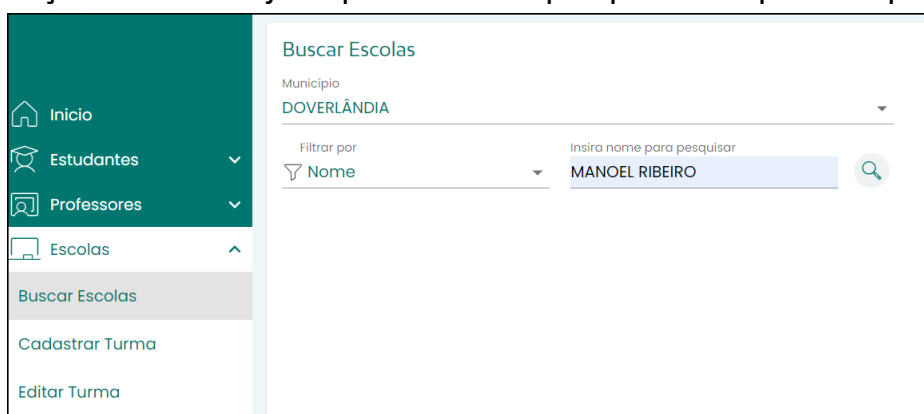 Buscar Escolas
Município
DOVERLÂNDIA
Filtrar por
Nome
Insira nome para pesquisar
MANOEL RIBEIRO
Inicio
Estudantes
Professores
Escolas
Buscar Escolas
Cadastrar Turma
Editar Turma